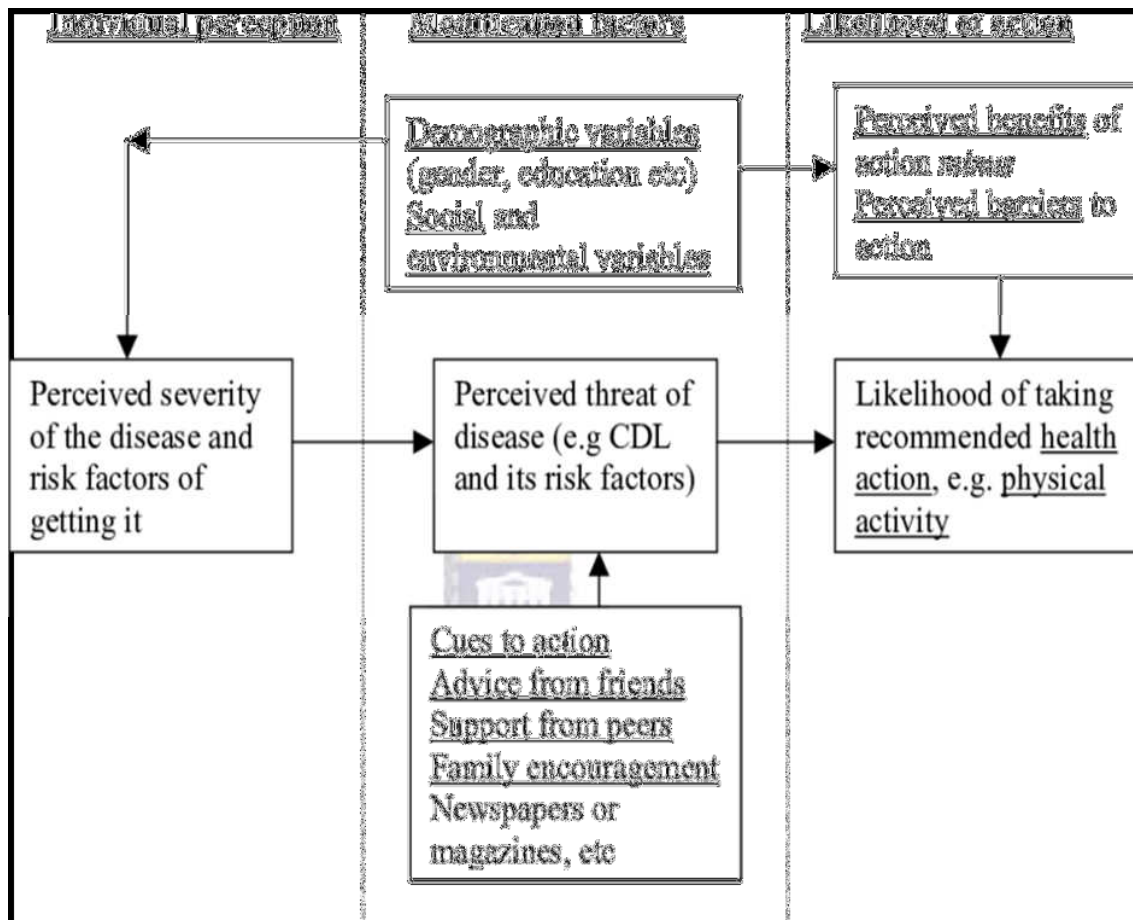 Individual perception
Modification factors
Likelihood of action
Demographic variables
(gender, education etc)
Social and
environmental variables
Perceived benefits of
action minus
Perceived barriers to
action
Perceived severity
of the disease and
risk factors of
getting it
Perceived threat of
disease (e.g CDL
and its risk factors)
Likelihood of taking
recommended health
action, e.g. physical
activity
Cues to action
Advice from friends
Support from peers
Family encouragement
Newspapers or
magazines, etc